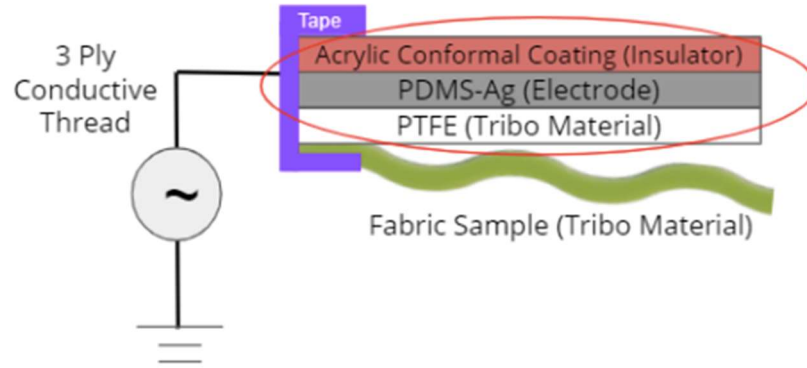 Tape
3 Ply
Conductive
Thread
Acrylic Conformal Coating (Insulator)
PDMS-Ag (Electrode)
PTFE (Tribo Material)
~
Fabric Sample (Tribo Material)